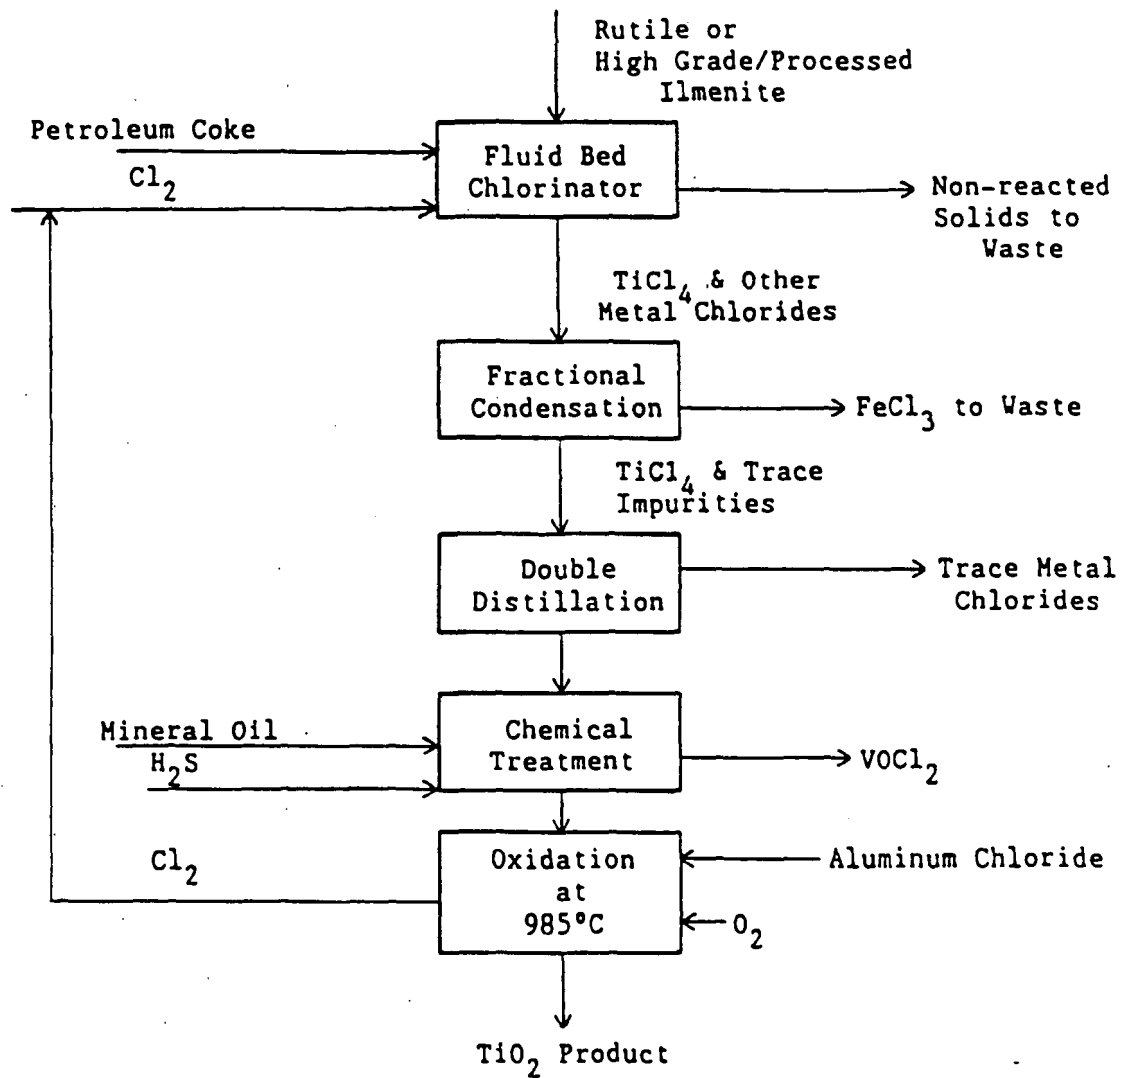 Rutile or
High Grade/Processed
Ilmenite
Petroleum Coke
Cl2
Fluid Bed
Chlorinator
Non-reacted
Solids to
Waste
TiCl4 & Other
Metal Chlorides
Fractional
Condensation
FeCl3 to Waste
TiCl4 & Trace
Impurities
Double
Distillation
Trace Metal
Chlorides
Mineral Oil
H2S
Chemical
Treatment
VOCl2
Cl2
Oxidation
at
985°C
Aluminum Chloride
O2
TiO2 Product